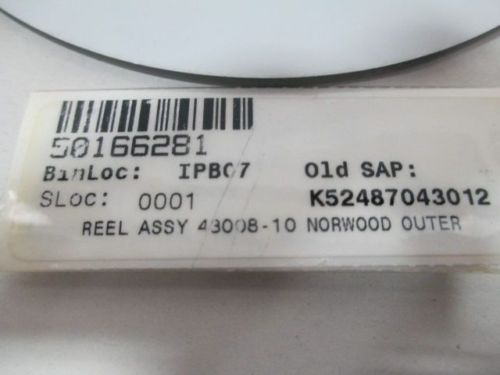 50166281
BinLoc: IPB07 Old SAP:
SLoc: 0001 K52487043012
REEL ASSY 43008-10 NORWOOD OUTER